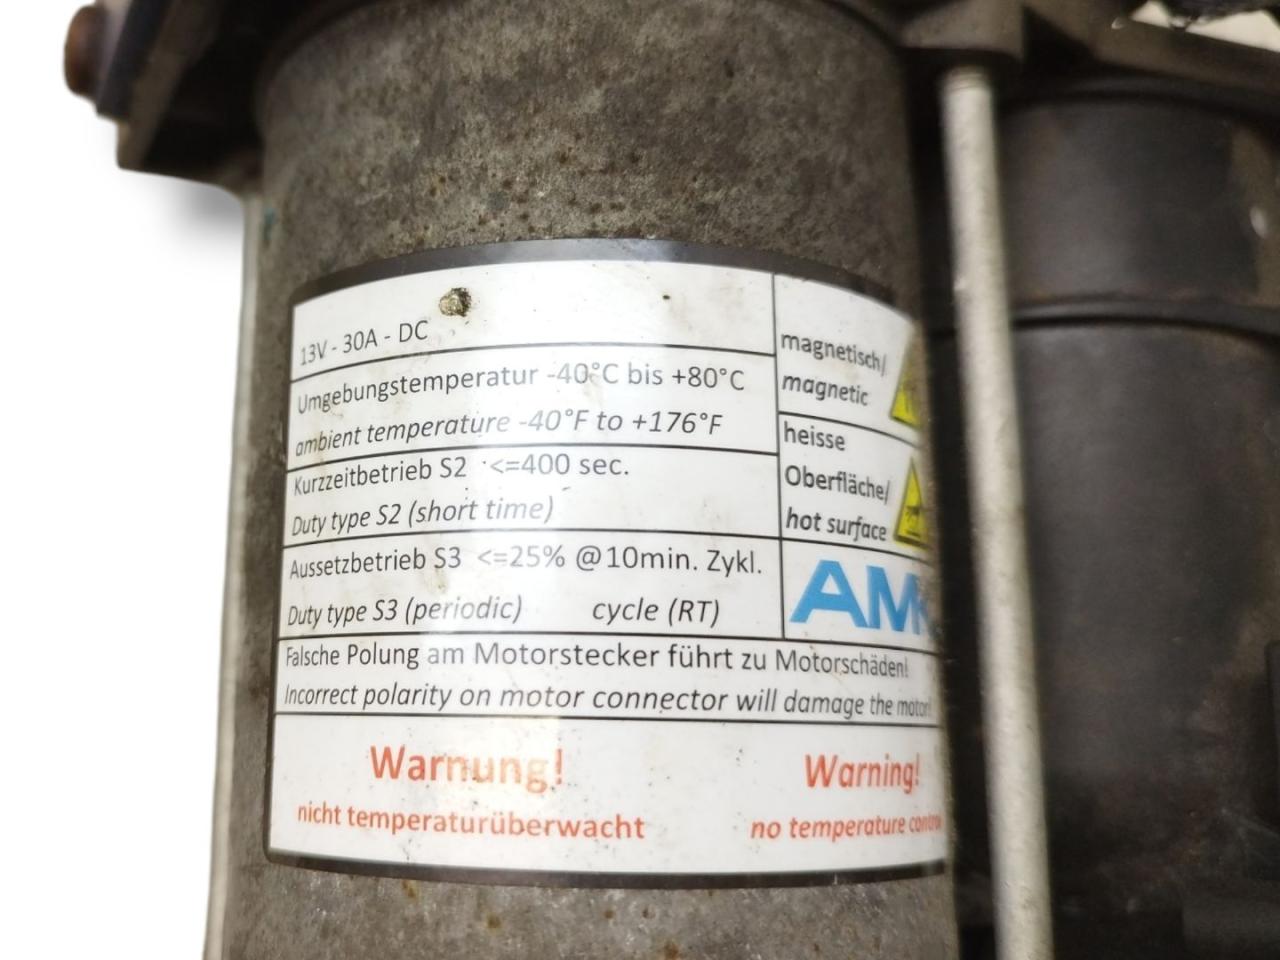 13V - 30A - DC
Umgebungstemperatur -40°C bis +80°C
ambient temperature -40°F to +176°F
Kurzzeitbetrieb S2 <=400 sec.
Duty type S2 (short time)
Aussetzbetrieb S3 <=25% @10min. Zykl.
Duty type S3 (periodic) cycle (RT)
magnetisch/
magnetic
heisse
Oberfläche/
hot surface
AMK
Falsche Polung am Motorstecker führt zu Motorschäden!
Incorrect polarity on motor connector will damage the motor!
Warnung! Warning!
nicht temperaturüberwacht no temperature control